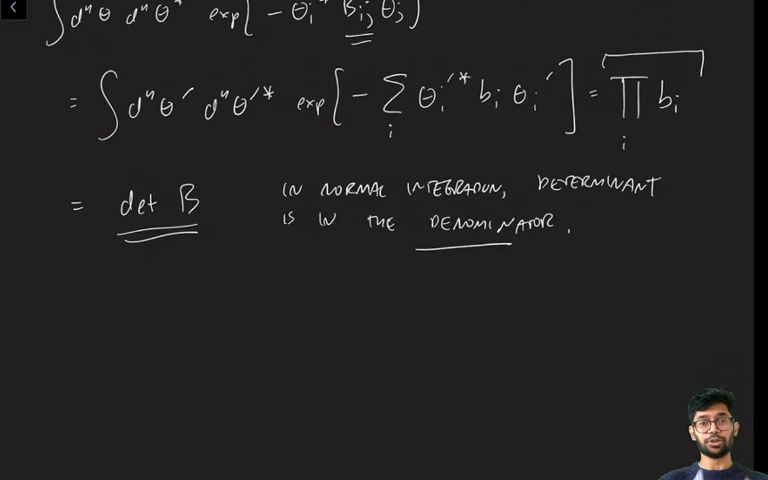 ∫ dⁿθ dⁿθ* exp[ - θᵢ* Bᵢⱼ θⱼ ]
= ∫ dⁿθ′ dⁿθ′* exp[ - ∑ᵢ θᵢ′* bᵢ θᵢ′ ] = ∏ᵢ bᵢ
= det B IN NORMAL INTEGRATION, DETERMINANT
IS IN THE DENOMINATOR.